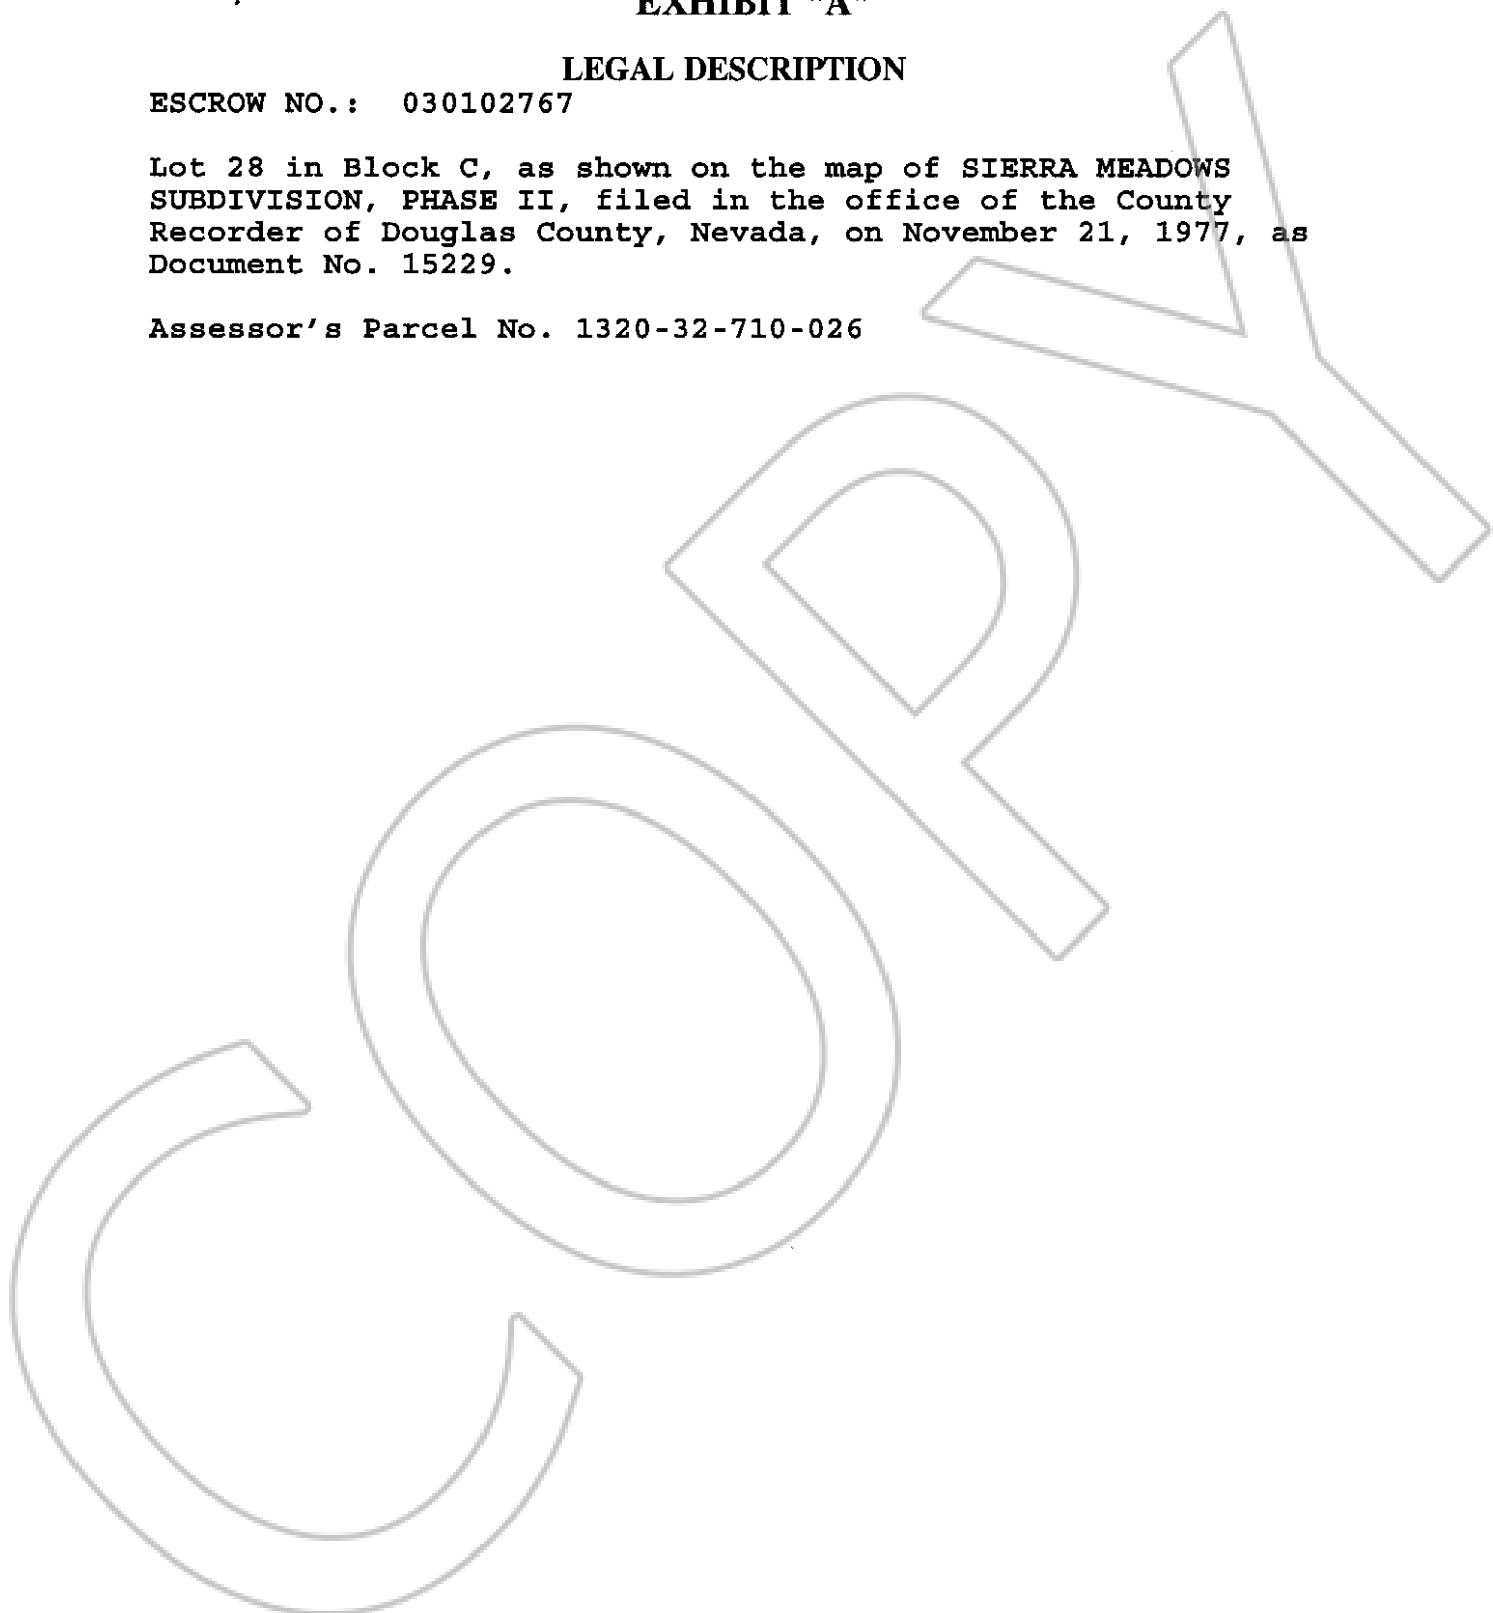 EXHIBIT "A"
LEGAL DESCRIPTION
ESCROW NO.: 030102767
Lot 28 in Block C, as shown on the map of SIERRA MEADOWS
SUBDIVISION, PHASE II, filed in the office of the County
Recorder of Douglas County, Nevada, on November 21, 1977, as
Document No. 15229.
Assessor's Parcel No. 1320-32-710-026
COPY